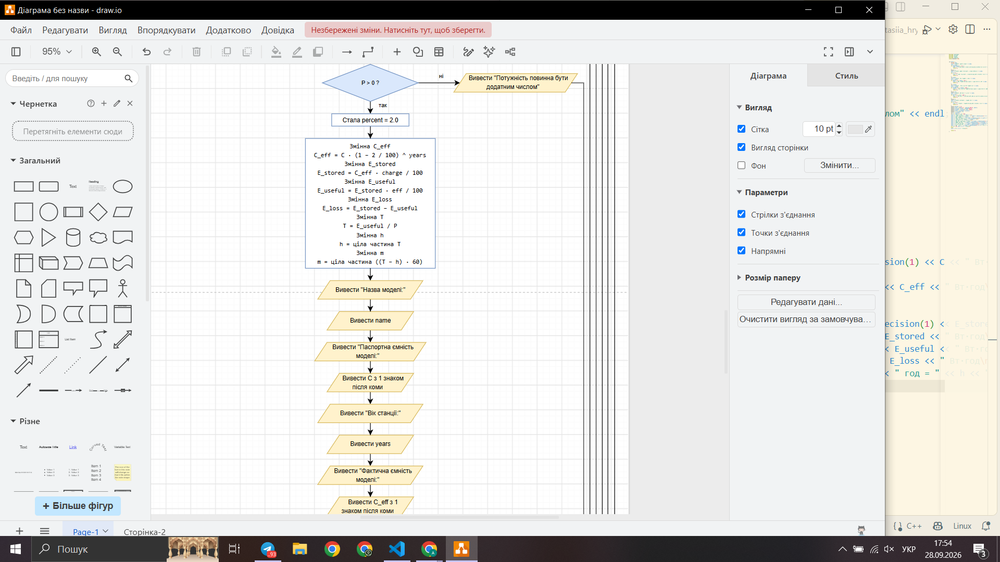 Діаграма без назви - draw.io
Файл
Редагувати
Вигляд
Впорядкувати
Додатково
Довідка
Незбережені зміни. Натисніть тут, щоб зберегти.
95%
Введіть / для пошуку
Чернетка
Перетягніть елементи сюди
Загальний
Text
Heading
List Item
Різне
Text
Autosize Title
Link
Curved Text
Variable Text
Item 1
Item 2
Item 3
Item 4
+ Більше фігур
P > 0 ?
ні
Вивести "Потужність повинна бути
додатним числом"
так
Стала percent = 2.0
Змінна C_eff
C_eff = C · (1 − 2 / 100) ^ years
Змінна E_stored
E_stored = C_eff · charge / 100
Змінна E_useful
E_useful = E_stored · eff / 100
Змінна E_loss
E_loss = E_stored − E_useful
Змінна T
T = E_useful / P
Змінна h
h = ціла частина T
Змінна m
m = ціла частина ((T − h) · 60)
Вивести "Назва моделі:"
Вивести name
Вивести "Паспортна ємність
моделі:"
Вивести C з 1 знаком
після коми
Вивести "Вік станції:"
Вивести years
Вивести "Фактична ємність
моделі:"
Вивести C_eff з 1
знаком після коми
Діаграма
Стиль
Вигляд
Сітка
10 pt
Вигляд сторінки
Фон
Змінити...
Параметри
Стрілки з'єднання
Точки з'єднання
Напрямні
Розмір паперу
Редагувати дані...
Очистити вигляд за замовчува...
tasiia_hry
лом" << endl
sion(1) << C << " Вт·
<< C_eff << " Вт·год\
ecision(1) << E_store
E_stored << " Вт·год\
< E_useful << " Вт·го
E_loss << " Вт·год\n
< " год = " << h << "
Page-1
Сторінка-2
{} C++
Linux
Пошук
..93
A
УКР
17:54
28.09.2026
3